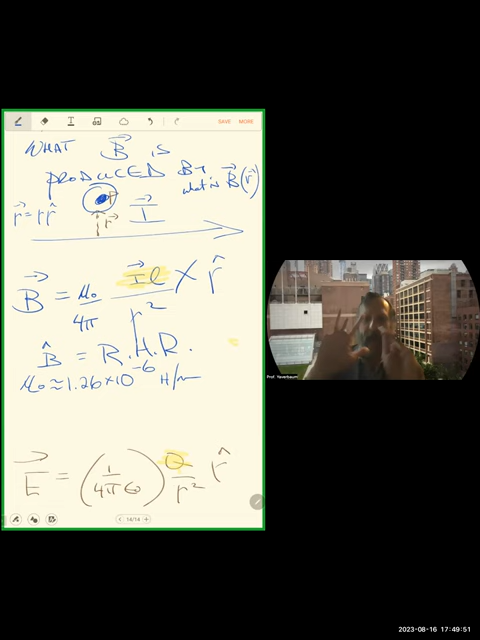 SAVE MORE
WHAT B⃗ IS
PRODUCED BY
what is B⃗(r⃗)
r⃗ = r r̂
r⃗ I⃗
B⃗ = μ₀/4π I⃗l/r² × r̂
B̂ = R.H.R.
μ₀ ≈ 1.26×10⁻⁶ H/m
E⃗ = (1/4πε₀) Q/r² r̂
14/14
Prof. Yaverbaum
2023-08-16 17:49:51